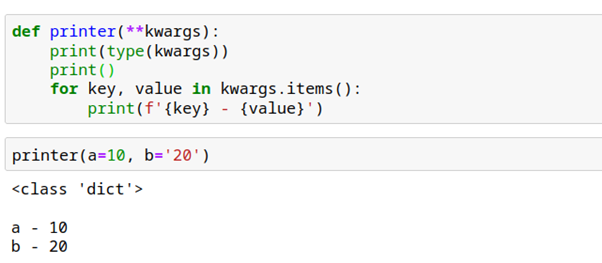 def printer(**kwargs):
    print(type(kwargs))
    print()
    for key, value in kwargs.items():
        print(f'{key} - {value}')
printer(a=10, b='20')
<class 'dict'>
a - 10
b - 20